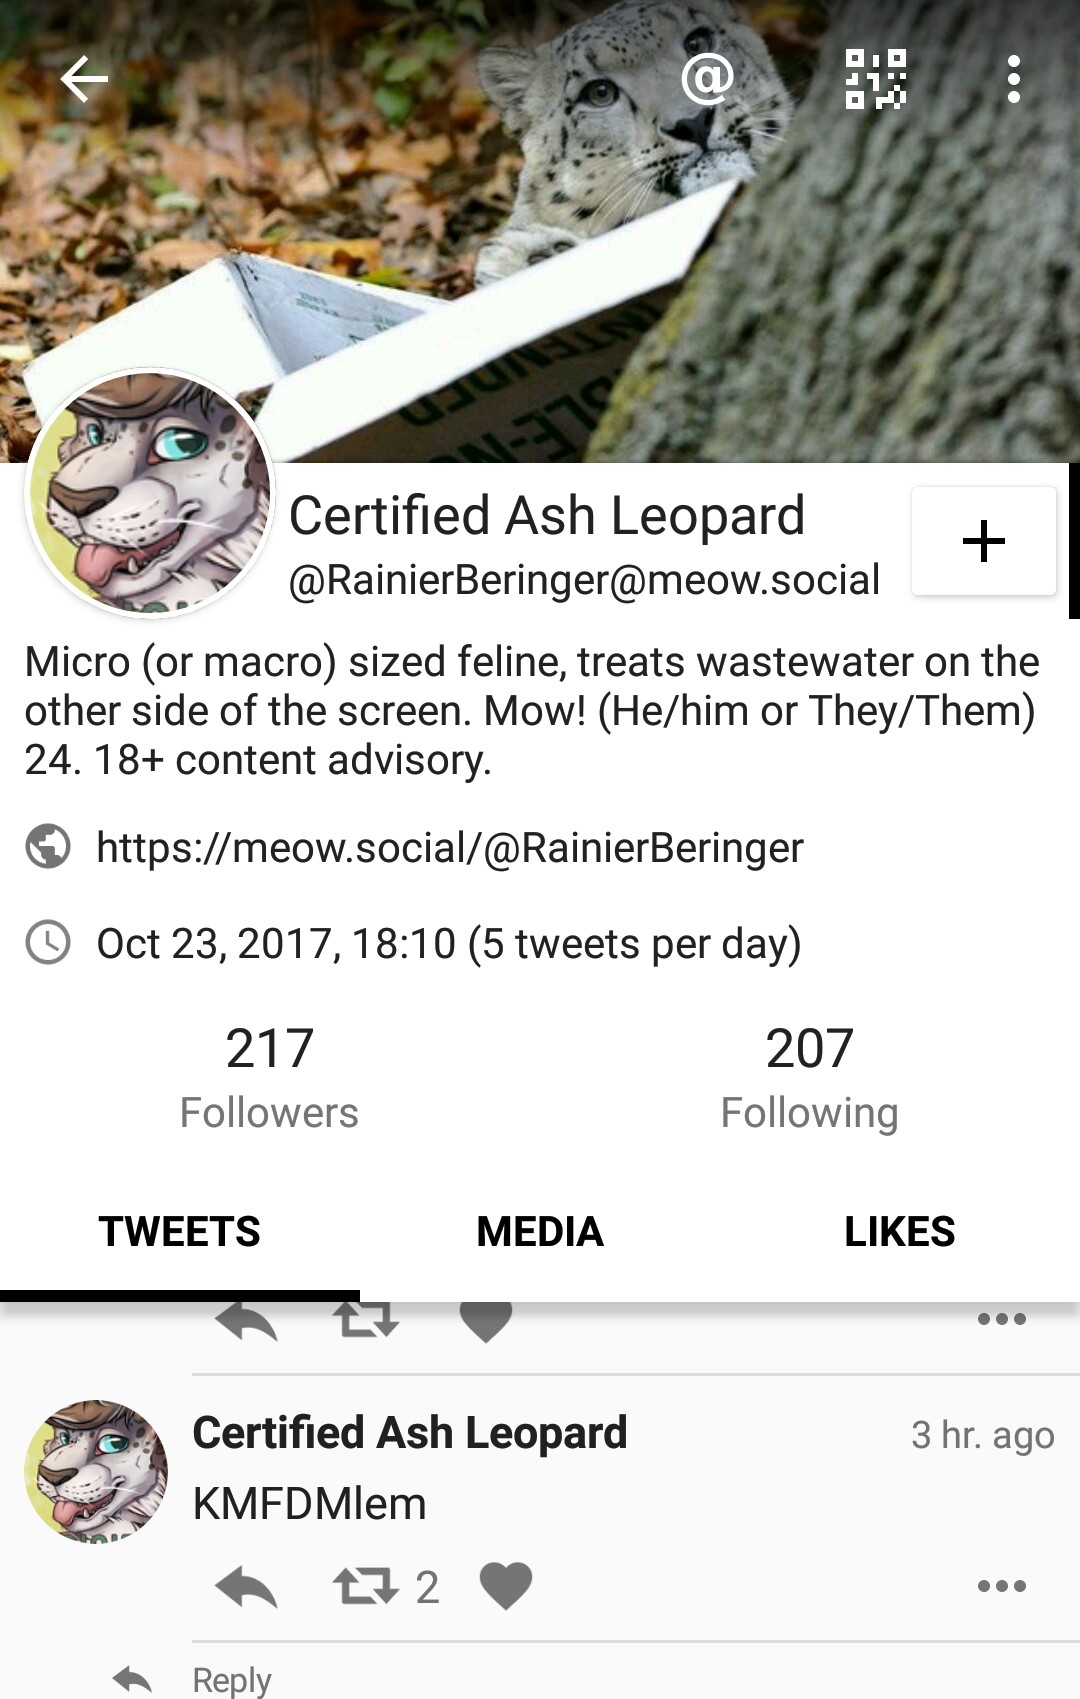 @
INTENDED
Certified Ash Leopard
@RainierBeringer@meow.social
Micro (or macro) sized feline, treats wastewater on the
other side of the screen. Mow! (He/him or They/Them)
24. 18+ content advisory.
https://meow.social/@RainierBeringer
Oct 23, 2017, 18:10 (5 tweets per day)
217
Followers
207
Following
TWEETS
MEDIA
LIKES
Certified Ash Leopard
3 hr. ago
KMFDMlem
2
Reply